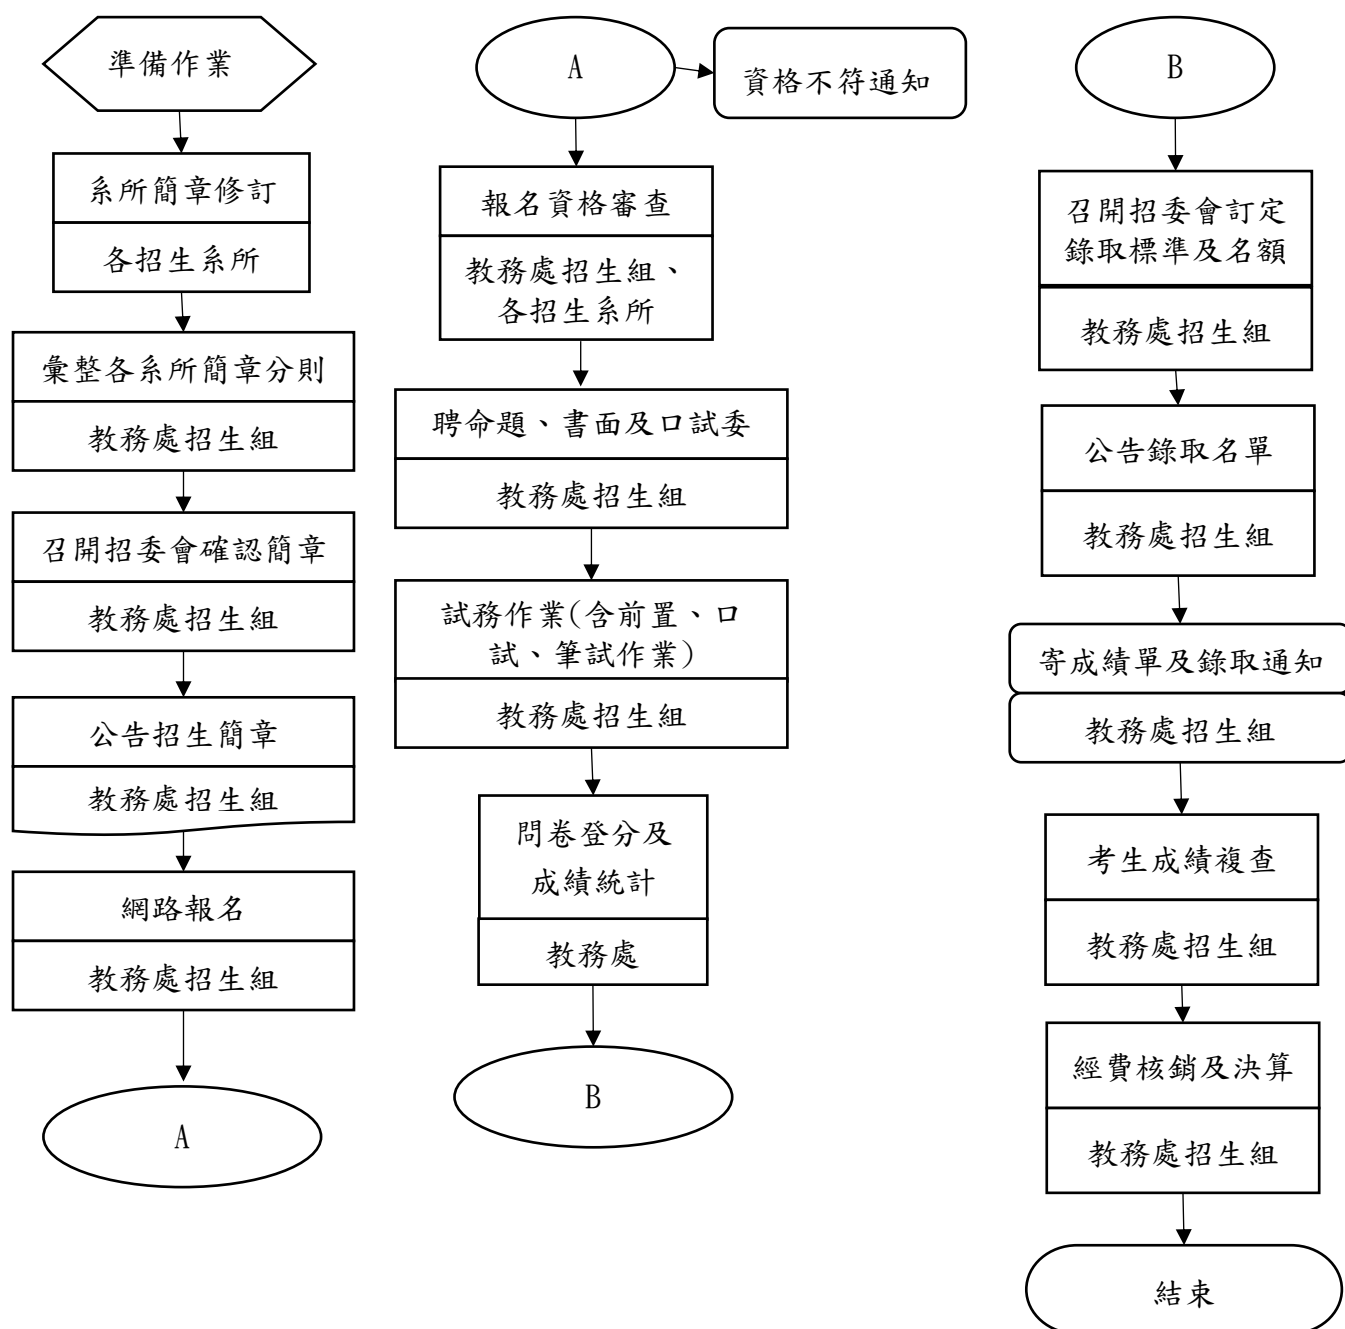 準備作業
系所簡章修訂
各招生系所
彙整各系所簡章分則
教務處招生組
召開招委會確認簡章
教務處招生組
公告招生簡章
教務處招生組
網路報名
教務處招生組
A
A
資格不符通知
報名資格審查
教務處招生組、
各招生系所
聘命題、書面及口試委
教務處招生組
試務作業(含前置、口
試、筆試作業)
教務處招生組
問卷登分及
成績統計
教務處
B
B
召開招委會訂定
錄取標準及名額
教務處招生組
公告錄取名單
教務處招生組
寄成績單及錄取通知
教務處招生組
考生成績複查
教務處招生組
經費核銷及決算
教務處招生組
結束